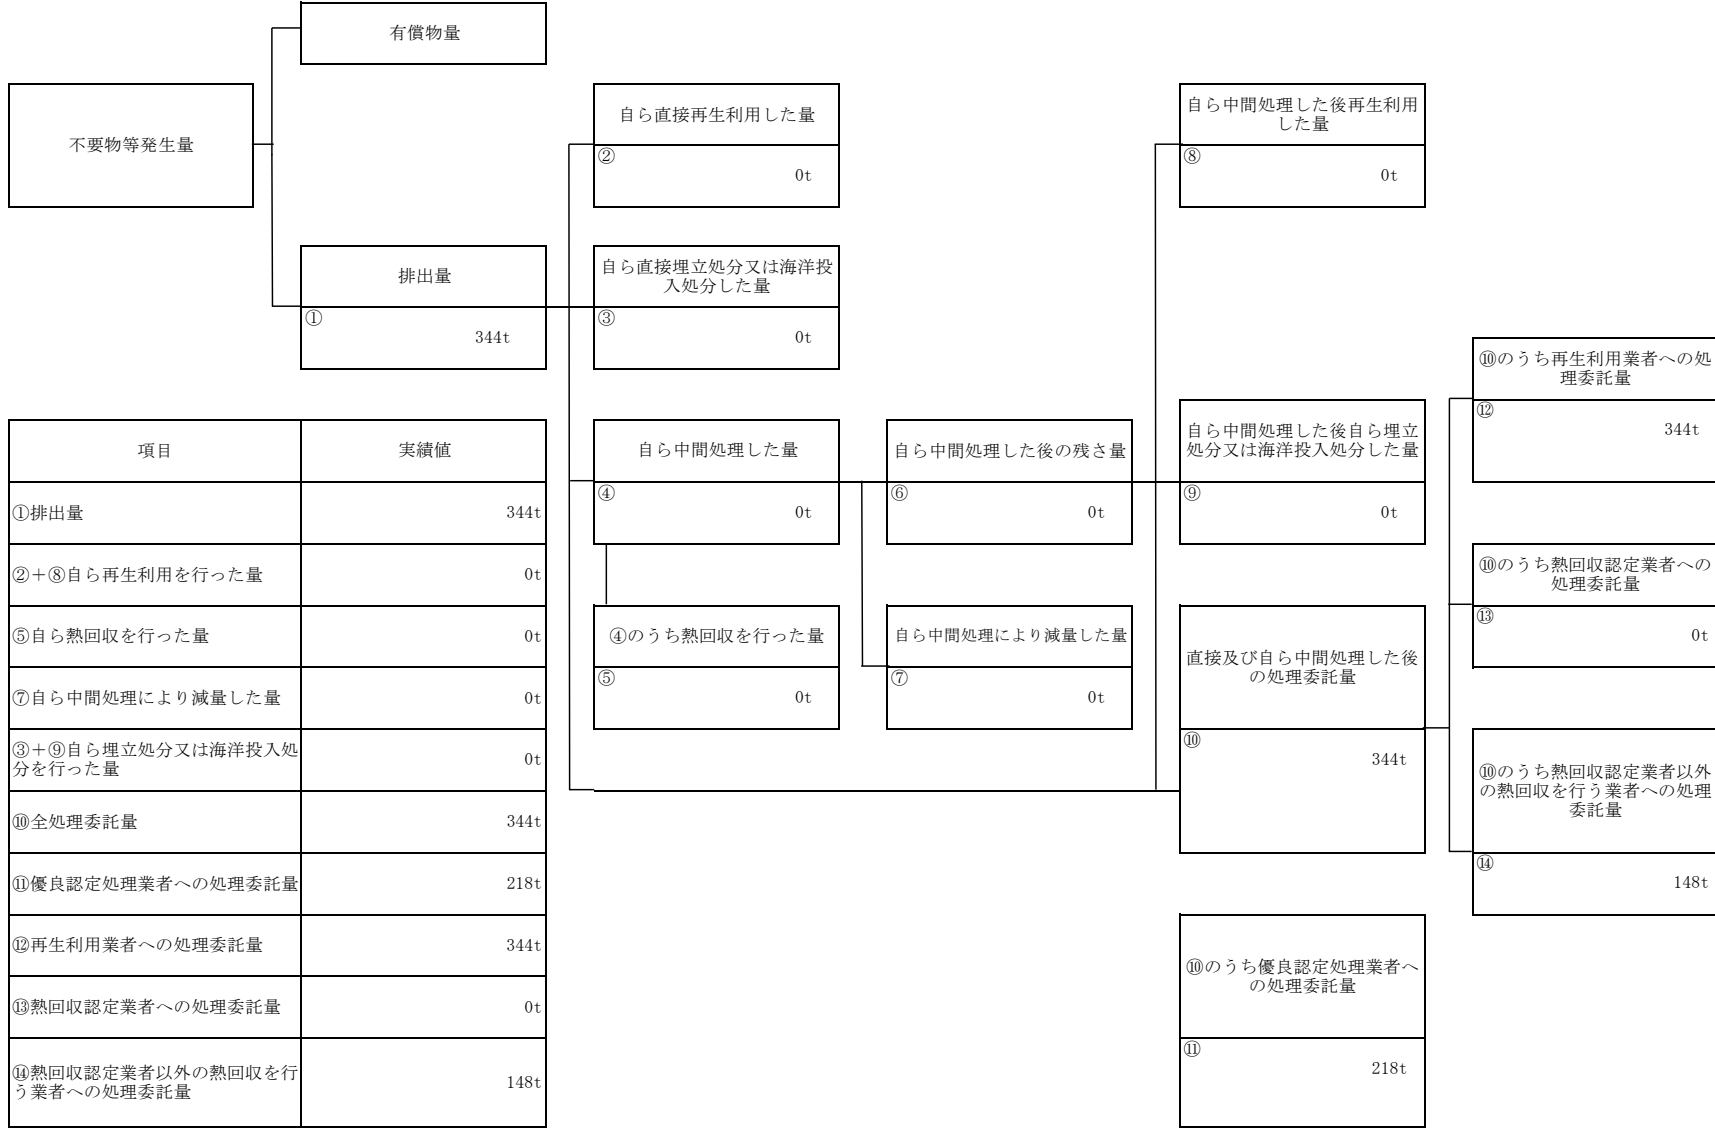 有償物量
不要物等発生量
自ら直接再生利用した量
②
0t
自ら中間処理した後再生利用
した量
⑧
0t
排出量
①
344t
自ら直接埋立処分又は海洋投
入処分した量
③
0t
⑩のうち再生利用業者への処
理委託量
⑫
344t
自ら中間処理した量
④
0t
自ら中間処理した後の残さ量
⑥
0t
自ら中間処理した後自ら埋立
処分又は海洋投入処分した量
⑨
0t
⑩のうち熱回収認定業者への
処理委託量
⑬
0t
④のうち熱回収を行った量
⑤
0t
自ら中間処理により減量した量
⑦
0t
直接及び自ら中間処理した後
の処理委託量
⑩
344t
⑩のうち熱回収認定業者以外
の熱回収を行う業者への処理
委託量
⑭
148t
⑩のうち優良認定処理業者へ
の処理委託量
⑪
218t
項目 実績値
①排出量 344t
②＋⑧自ら再生利用を行った量 0t
⑤自ら熱回収を行った量 0t
⑦自ら中間処理により減量した量 0t
③＋⑨自ら埋立処分又は海洋投入処
分を行った量 0t
⑩全処理委託量 344t
⑪優良認定処理業者への処理委託量 218t
⑫再生利用業者への処理委託量 344t
⑬熱回収認定業者への処理委託量 0t
⑭熱回収認定業者以外の熱回収を行
う業者への処理委託量 148t